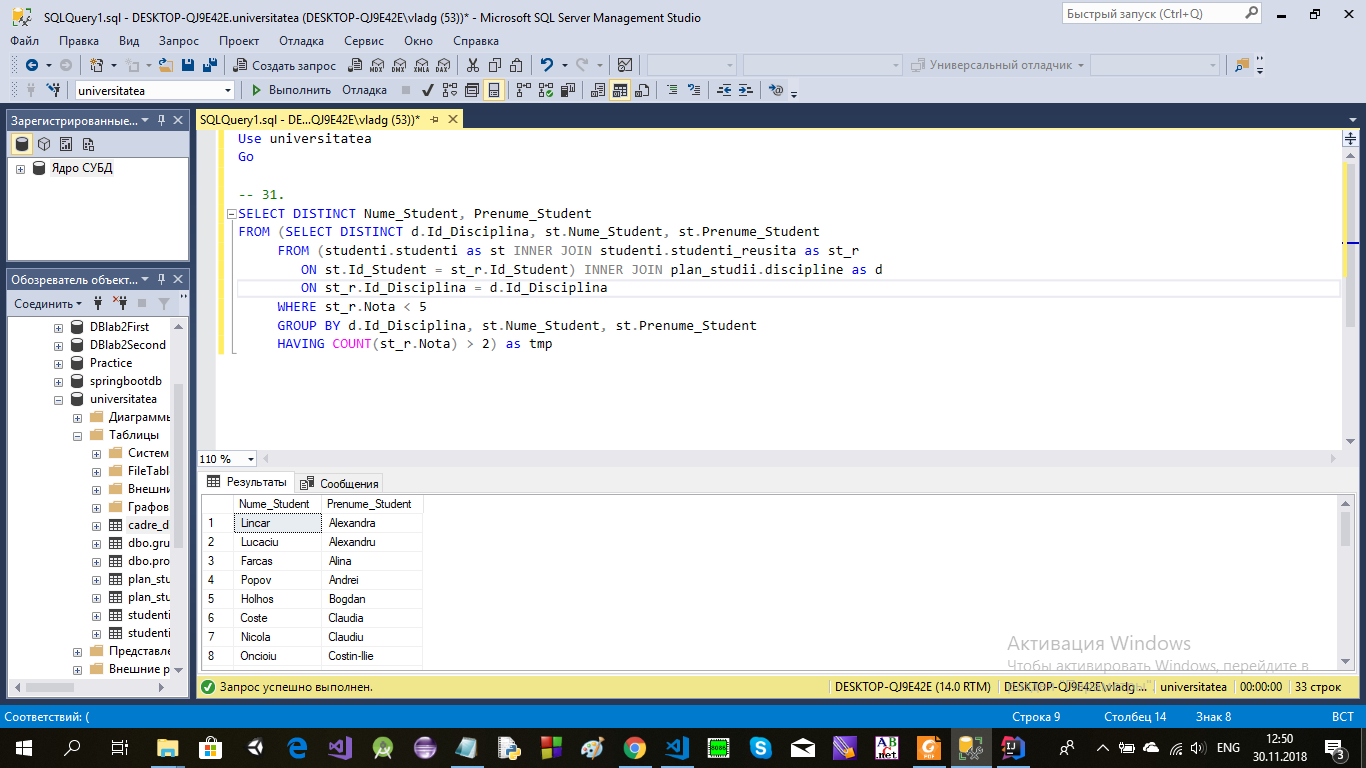 SQLQuery1.sql - DESKTOP-QJ9E42E.universitatea (DESKTOP-QJ9E42E\vladg (53))* - Microsoft SQL Server Management Studio
Быстрый запуск (Ctrl+Q)
Файл Правка Вид Запрос Проект Отладка Сервис Окно Справка
Создать запрос MDX DMX XMLA DAX Универсальный отладчик
universitatea Выполнить Отладка
Зарегистрированные...
Ядро СУБД
Обозреватель объект...
Соединить
DBlab2First
DBlab2Second
Practice
springbootdb
universitatea
Диаграммы
Таблицы
Систем
FileTabl
Внешни
Графов
cadre_d
dbo.gru
dbo.pro
plan_stu
plan_stu
studenti
studenti
Представле
Внешние р
SQLQuery1.sql - DE...QJ9E42E\vladg (53))*
Use universitatea
Go
-- 31.
SELECT DISTINCT Nume_Student, Prenume_Student
FROM (SELECT DISTINCT d.Id_Disciplina, st.Nume_Student, st.Prenume_Student
FROM (studenti.studenti as st INNER JOIN studenti.studenti_reusita as st_r
ON st.Id_Student = st_r.Id_Student) INNER JOIN plan_studii.discipline as d
ON st_r.Id_Disciplina = d.Id_Disciplina
WHERE st_r.Nota < 5
GROUP BY d.Id_Disciplina, st.Nume_Student, st.Prenume_Student
HAVING COUNT(st_r.Nota) > 2) as tmp
110 %
Результаты Сообщения
Nume_Student Prenume_Student
1 Lincar Alexandra
2 Lucaciu Alexandru
3 Farcas Alina
4 Popov Andrei
5 Holhos Bogdan
6 Coste Claudia
7 Nicola Claudiu
8 Oncioiu Costin-Ilie
Активация Windows
Чтобы активировать Windows, перейдите в
Запрос успешно выполнен. DESKTOP-QJ9E42E (14.0 RTM) DESKTOP-QJ9E42E\vladg ... universitatea 00:00:00 33 строк
Соответствий: ( Строка 9 Столбец 14 Знак 8 ВСТ
ENG 12:50
30.11.2018 3